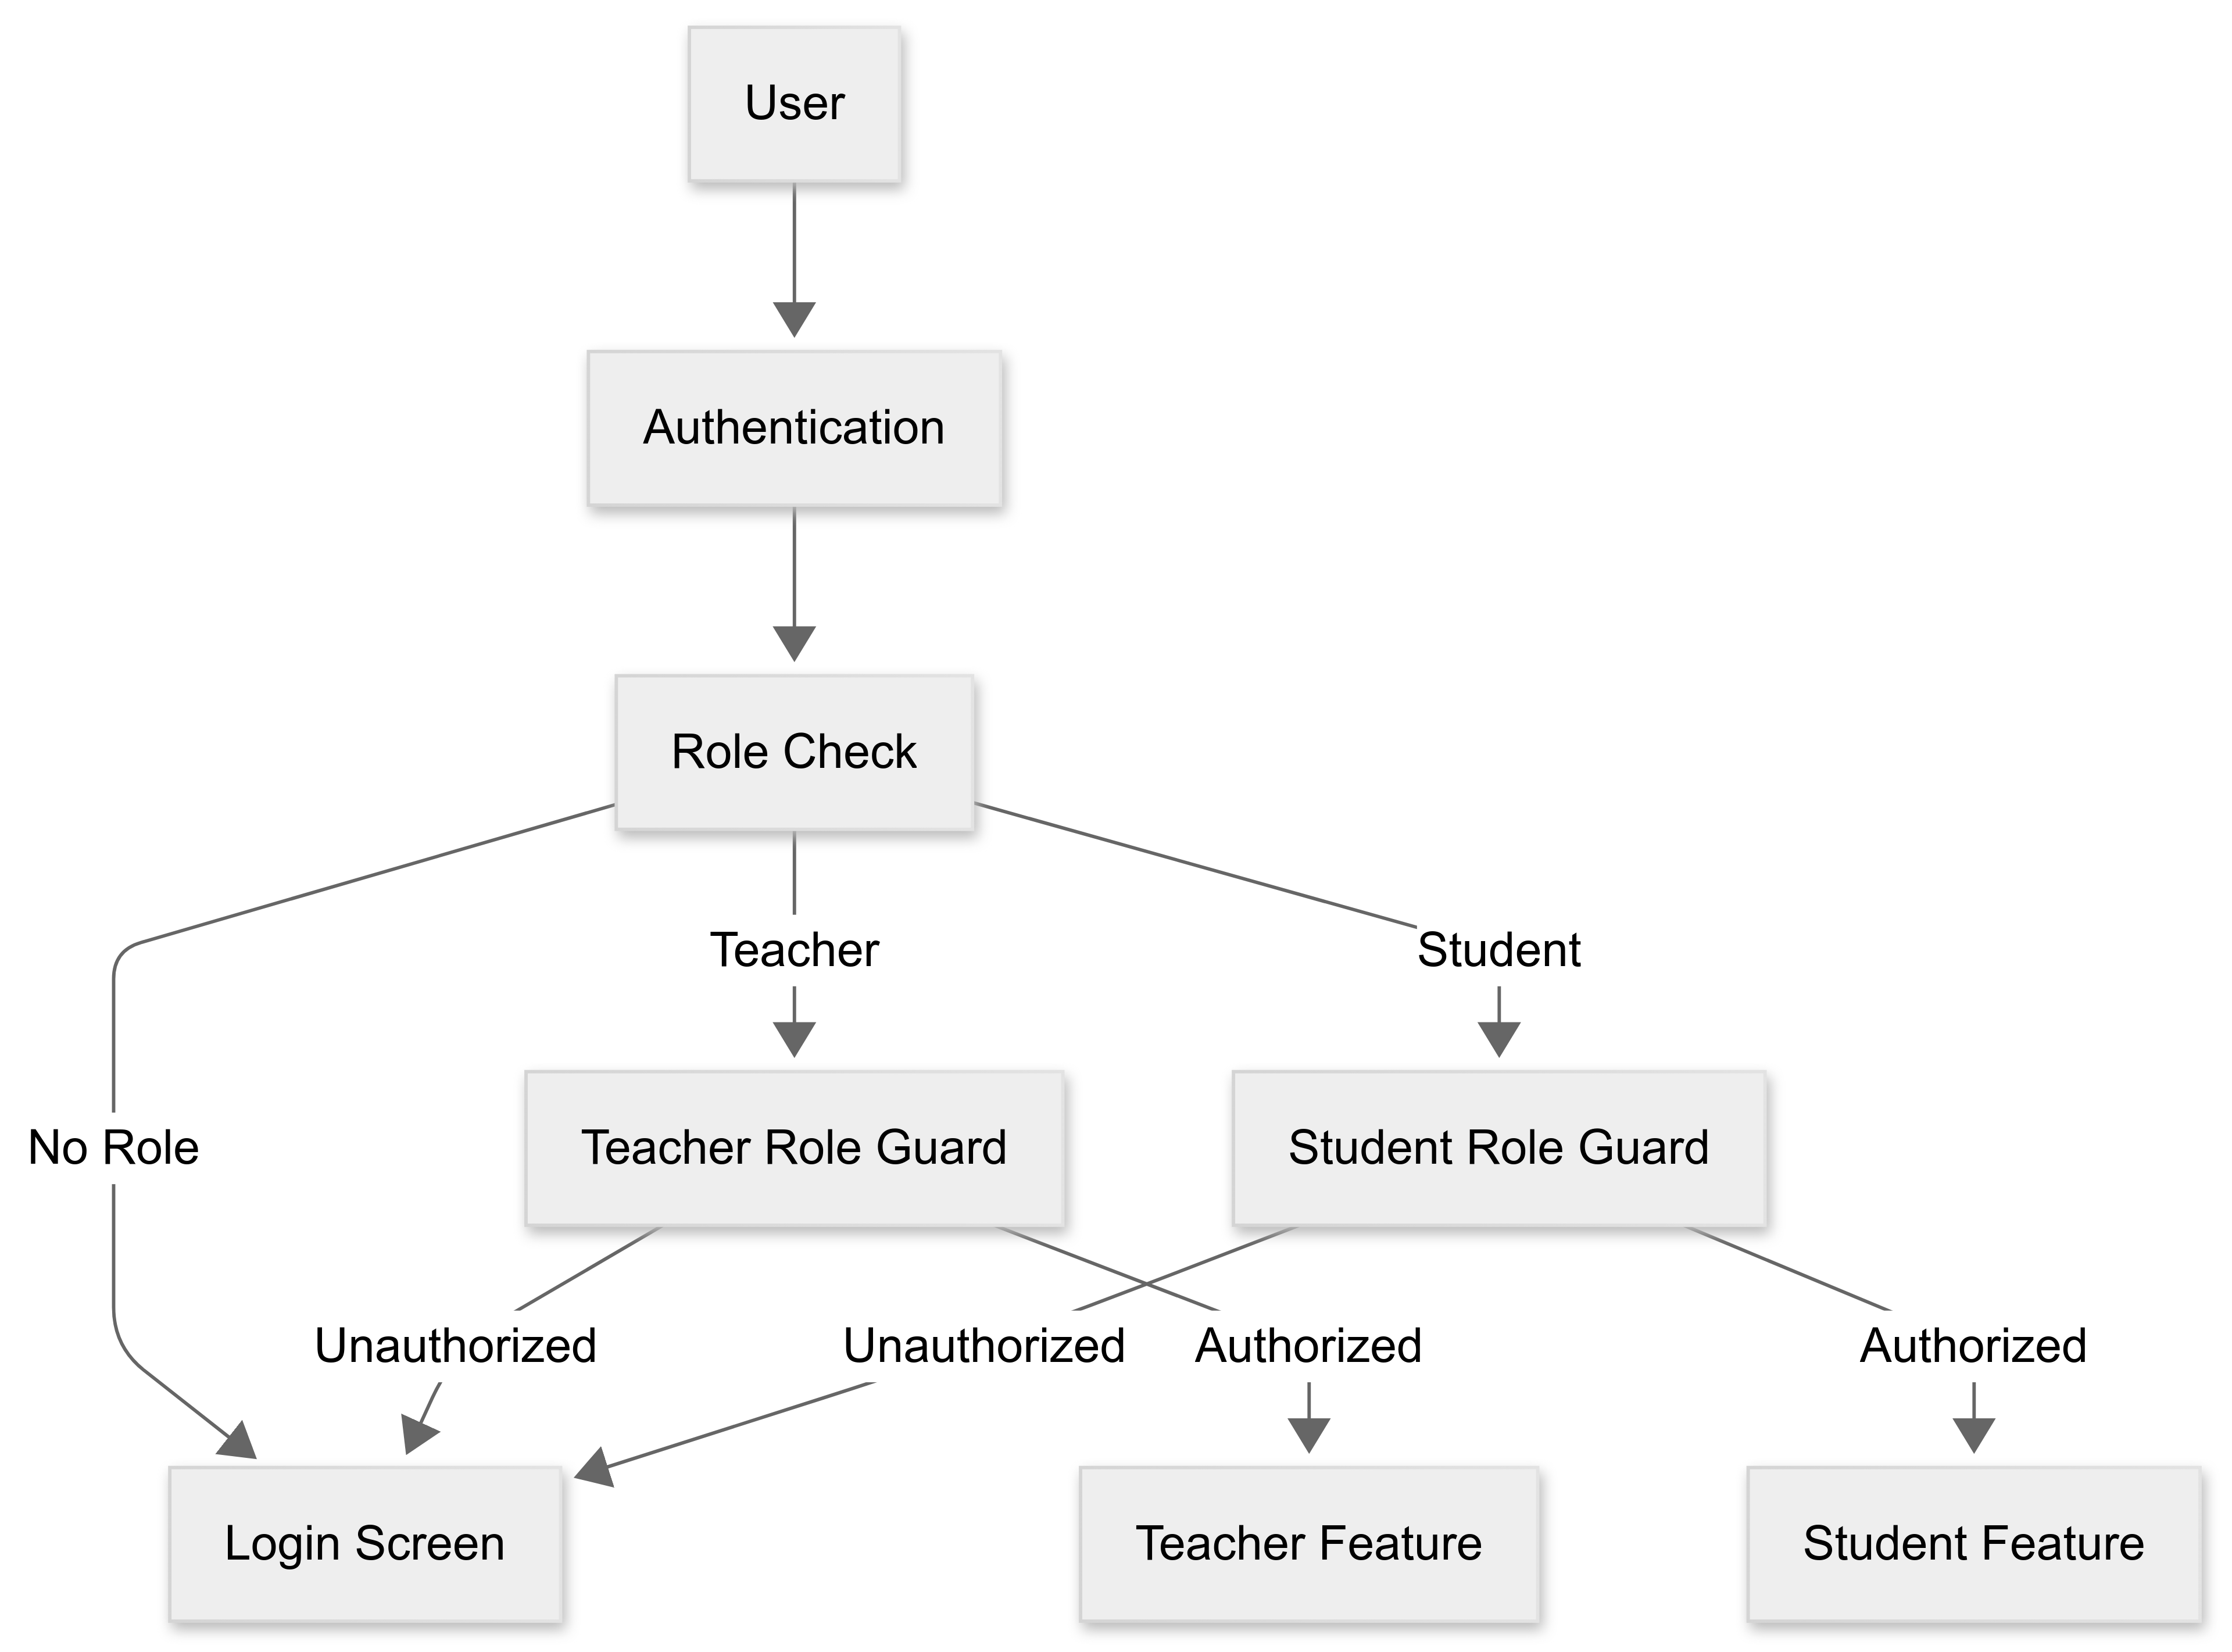 User
Authentication
Role Check
Teacher
Student
No Role
Teacher Role Guard
Student Role Guard
Unauthorized
Unauthorized
Authorized
Authorized
Login Screen
Teacher Feature
Student Feature